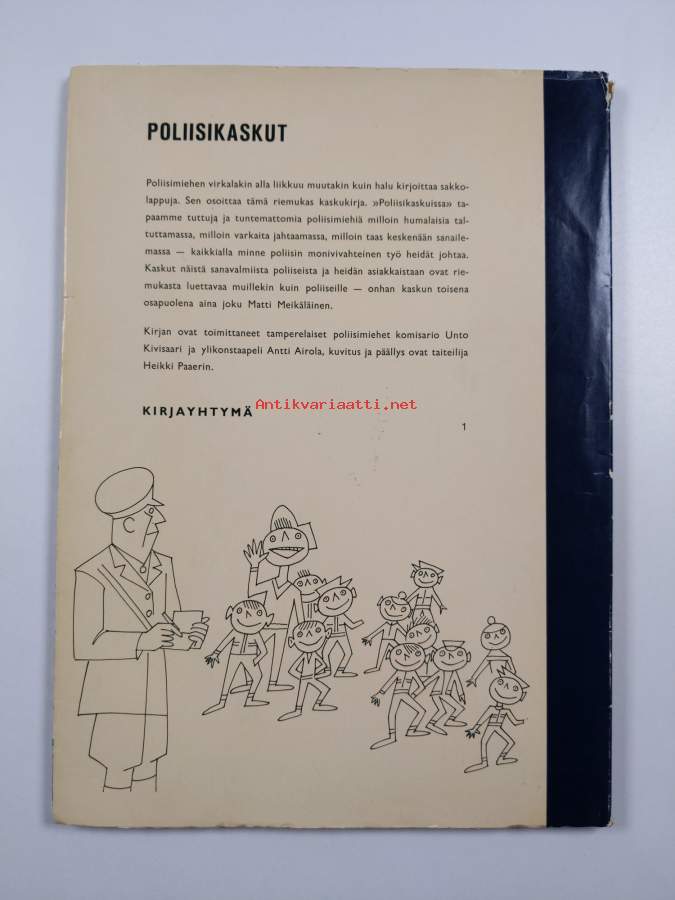 POLIISIKASKUT
Poliisimiehen virkalakin alla liikkuu muutakin kuin halu kirjoittaa sakko-
lappuja. Sen osoittaa tämä riemukas kaskukirja. »Poliisikaskuissa» ta-
paamme tuttuja ja tuntemattomia poliisimiehiä milloin humalaisia tal-
tuttamassa, milloin varkaita jahtaamassa, milloin taas keskenään sanaile-
massa — kaikkialla minne poliisin monivivahteinen työ heidät johtaa.
Kaskut näistä sanavalmiista poliiseista ja heidän asiakkaistaan ovat rie-
mukasta luettavaa muillekin kuin poliiseille — onhan kaskun toisena
osapuolena aina joku Matti Meikäläinen.
Kirjan ovat toimittaneet tamperelaiset poliisimiehet komisario Unto
Kivisaari ja ylikonstaapeli Antti Airola, kuvitus ja päällys ovat taiteilija
Heikki Paaerin.
Antikvariaatti.net
KIRJAYHTYMÄ
1